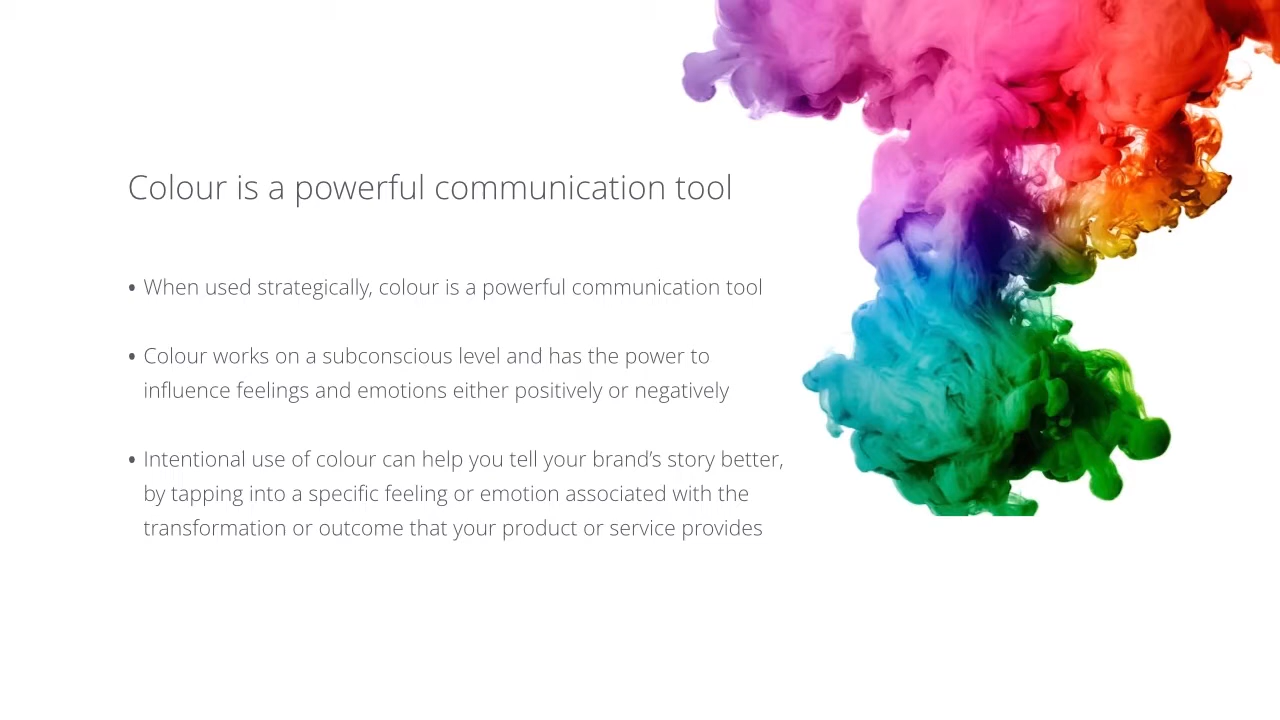 Colour is a powerful communication tool
• When used strategically, colour is a powerful communication tool
• Colour works on a subconscious level and has the power to
influence feelings and emotions either positively or negatively
• Intentional use of colour can help you tell your brand’s story better,
by tapping into a specific feeling or emotion associated with the
transformation or outcome that your product or service provides